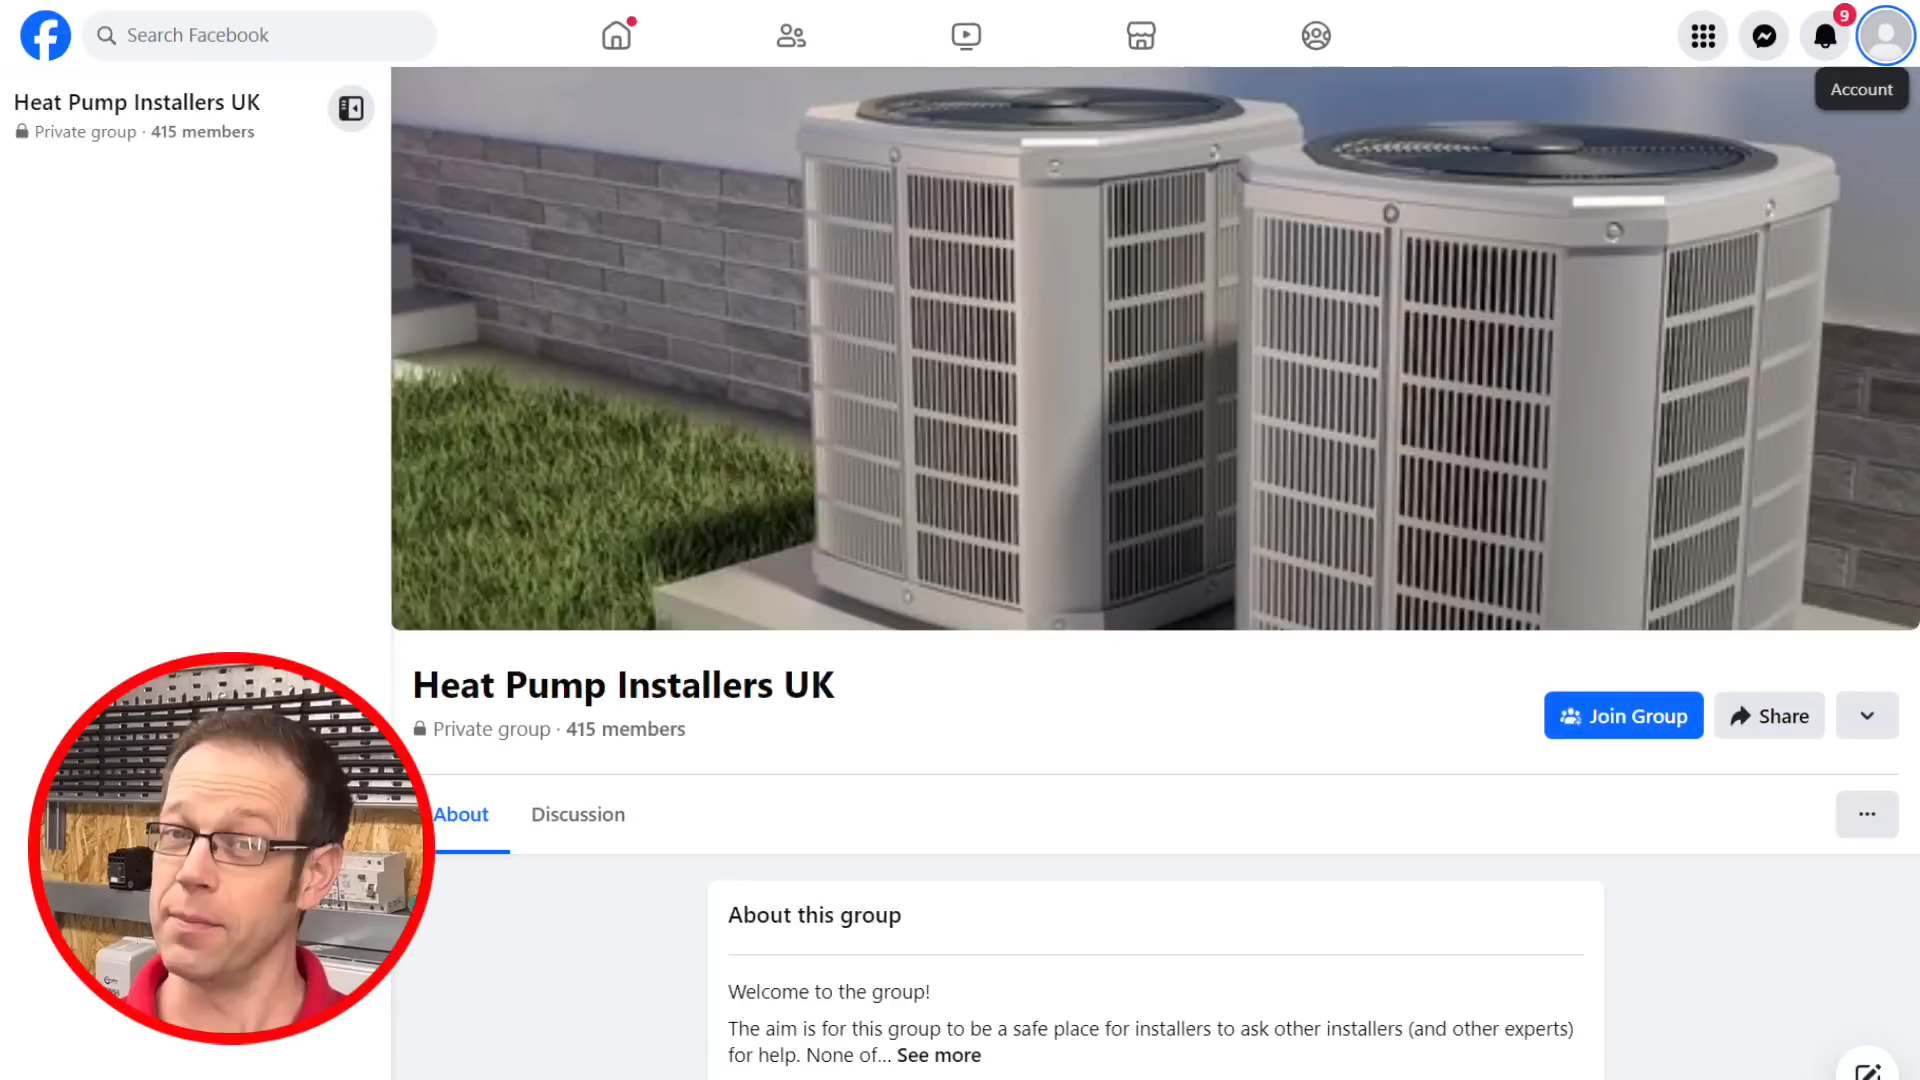 Search Facebook
9
Account
Heat Pump Installers UK
Private group · 415 members
Heat Pump Installers UK
Private group · 415 members
Join Group
Share
About
Discussion
About this group
Welcome to the group!
The aim is for this group to be a safe place for installers to ask other installers (and other experts)
for help. None of... See more